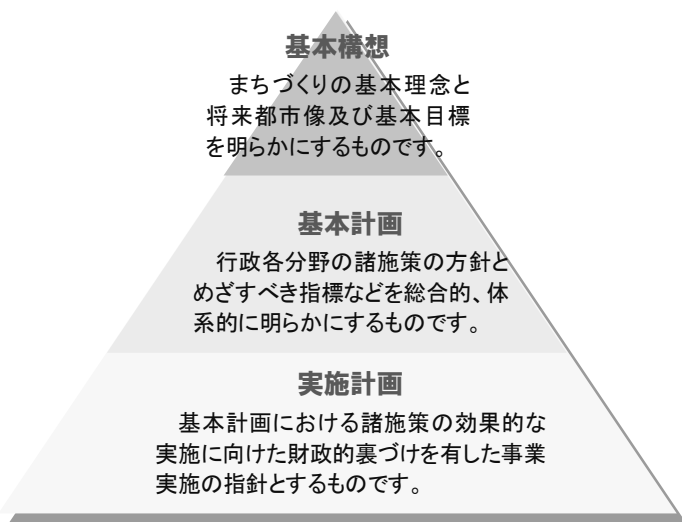 基本構想
まちづくりの基本理念と
将来都市像及び基本目標
を明らかにするものです。
基本計画
行政各分野の諸施策の方針と
めざすべき指標などを総合的、体
系的に明らかにするものです。
実施計画
基本計画における諸施策の効果的な
実施に向けた財政的裏づけを有した事業
実施の指針とするものです。